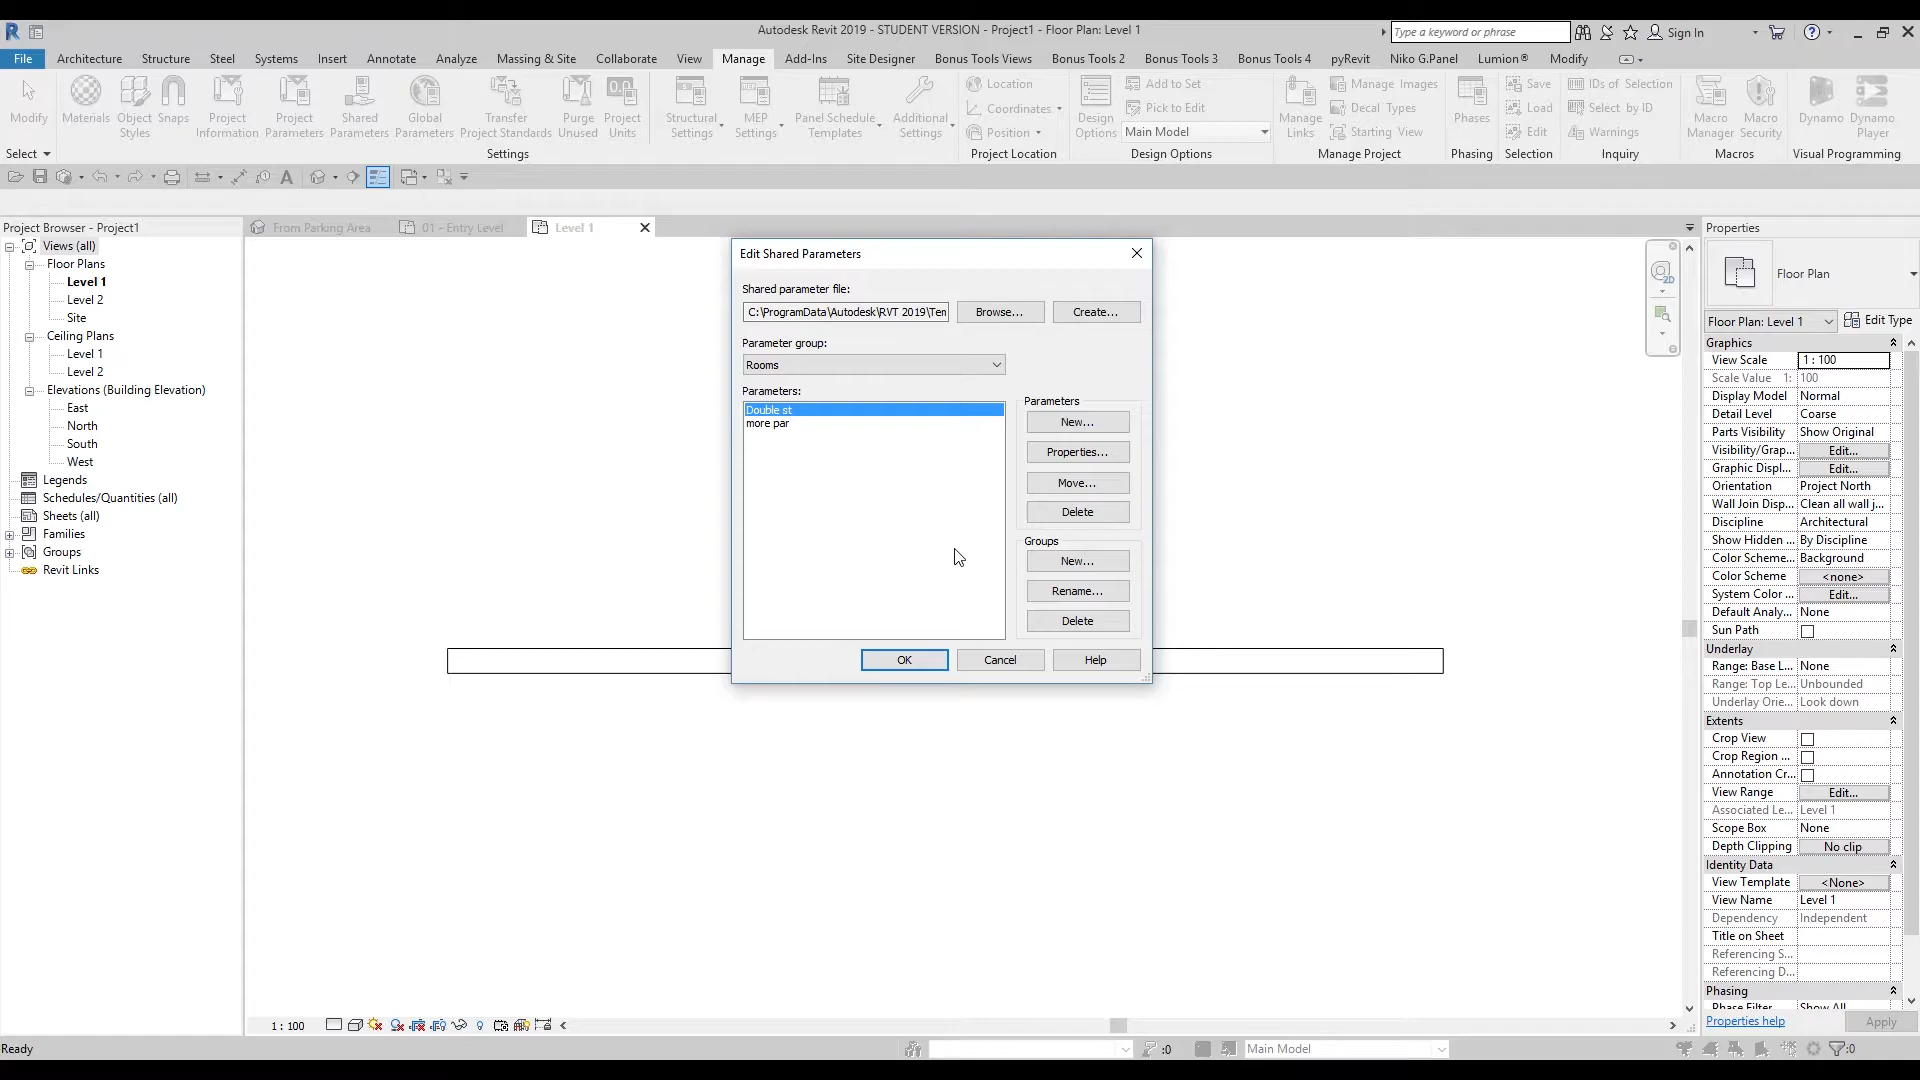 Autodesk Revit 2019 - STUDENT VERSION - Project1 - Floor Plan: Level 1
Type a keyword or phrase
Sign In
File Architecture Structure Steel Systems Insert Annotate Analyze Massing & Site Collaborate View Manage Add-Ins Site Designer Bonus Tools Views Bonus Tools 2 Bonus Tools 3 Bonus Tools 4 pyRevit Niko G.Panel Lumion® Modify
Modify
Materials
Object Styles
Snaps
Project Information
Project Parameters
Shared Parameters
Global Parameters
Transfer Project Standards
Purge Unused
Project Units
Structural Settings
MEP Settings
Panel Schedule Templates
Additional Settings
Location
Coordinates
Position
Design Options
Add to Set
Pick to Edit
Main Model
Manage Links
Manage Images
Decal Types
Starting View
Phases
Save
Load
Edit
IDs of Selection
Select by ID
Warnings
Macro Manager
Macro Security
Dynamo
Dynamo Player
Select
Settings
Project Location
Design Options
Manage Project
Phasing
Selection
Inquiry
Macros
Visual Programming
Project Browser - Project1
Views (all)
Floor Plans
Level 1
Level 2
Site
Ceiling Plans
Level 1
Level 2
Elevations (Building Elevation)
East
North
South
West
Legends
Schedules/Quantities (all)
Sheets (all)
Families
Groups
Revit Links
From Parking Area
01 - Entry Level
Level 1
2D
Edit Shared Parameters
Shared parameter file:
C:\ProgramData\Autodesk\RVT 2019\Ten
Browse...
Create...
Parameter group:
Rooms
Parameters:
Double st
more par
Parameters
New...
Properties...
Move...
Delete
Groups
New...
Rename...
Delete
OK
Cancel
Help
Properties
Floor Plan
Floor Plan: Level 1
Edit Type
Graphics
View Scale 1 : 100
Scale Value 1: 100
Display Model Normal
Detail Level Coarse
Parts Visibility Show Original
Visibility/Grap... Edit...
Graphic Displ... Edit...
Orientation Project North
Wall Join Disp... Clean all wall j...
Discipline Architectural
Show Hidden ... By Discipline
Color Scheme... Background
Color Scheme <none>
System Color ... Edit...
Default Analy... None
Sun Path
Underlay
Range: Base L... None
Range: Top Le... Unbounded
Underlay Orie... Look down
Extents
Crop View
Crop Region ...
Annotation Cr...
View Range Edit...
Associated Le... Level 1
Scope Box None
Depth Clipping No clip
Identity Data
View Template <None>
View Name Level 1
Dependency Independent
Title on Sheet
Referencing S...
Referencing D...
Phasing
Phase Filter Show All
Properties help
Apply
1 : 100
Ready
:0
Main Model
:0